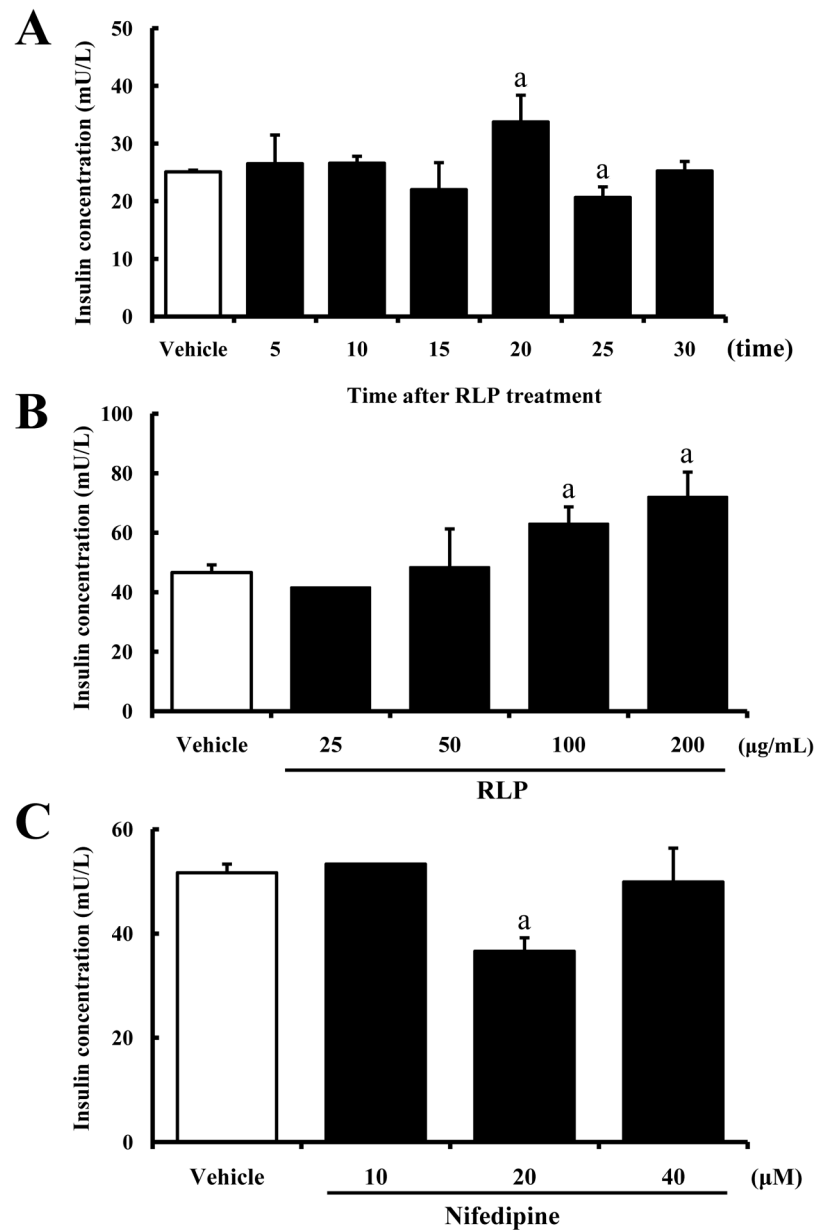 A
Insulin concentration (mU/L)
50
40
30
20
10
0
a
a
Vehicle 5 10 15 20 25 30 (time)
Time after RLP treatment
B
Insulin concentration (mU/L)
100
80
60
40
20
0
a
a
Vehicle 25 50 100 200 (μg/mL)
RLP
C
Insulin concentration (mU/L)
60
40
20
0
a
Vehicle 10 20 40 (μM)
Nifedipine